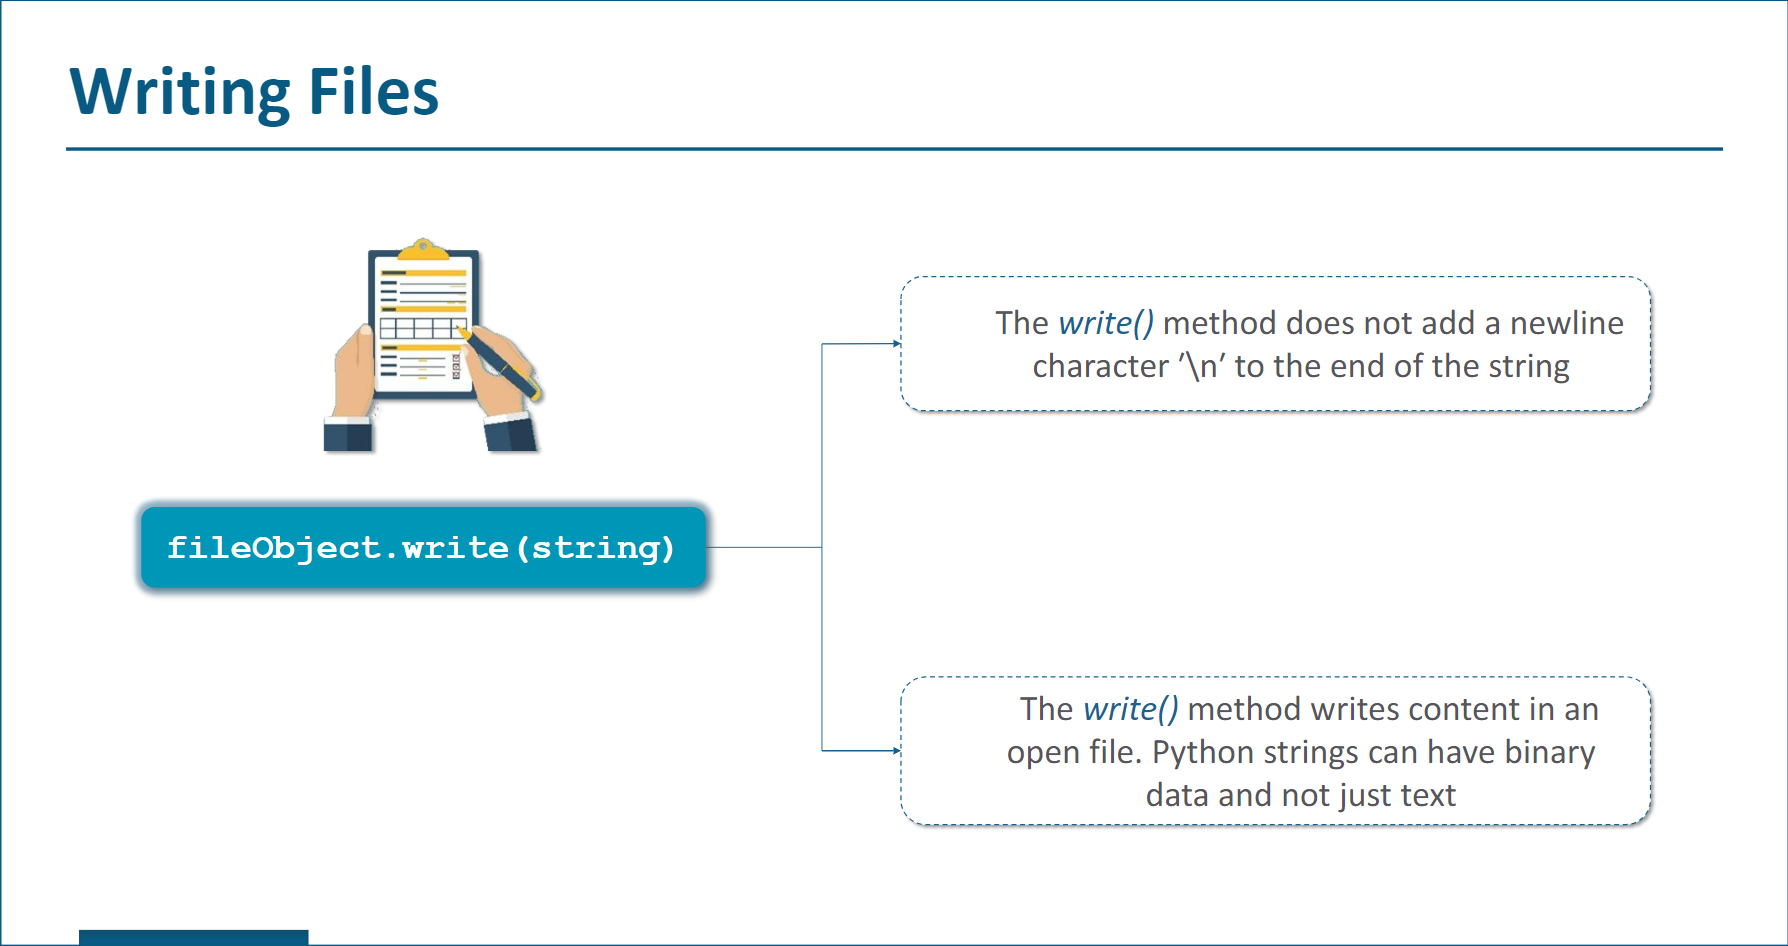 Writing Files
The write() method does not add a newline
character ’\n’ to the end of the string
fileObject.write(string)
The write() method writes content in an
open file. Python strings can have binary
data and not just text